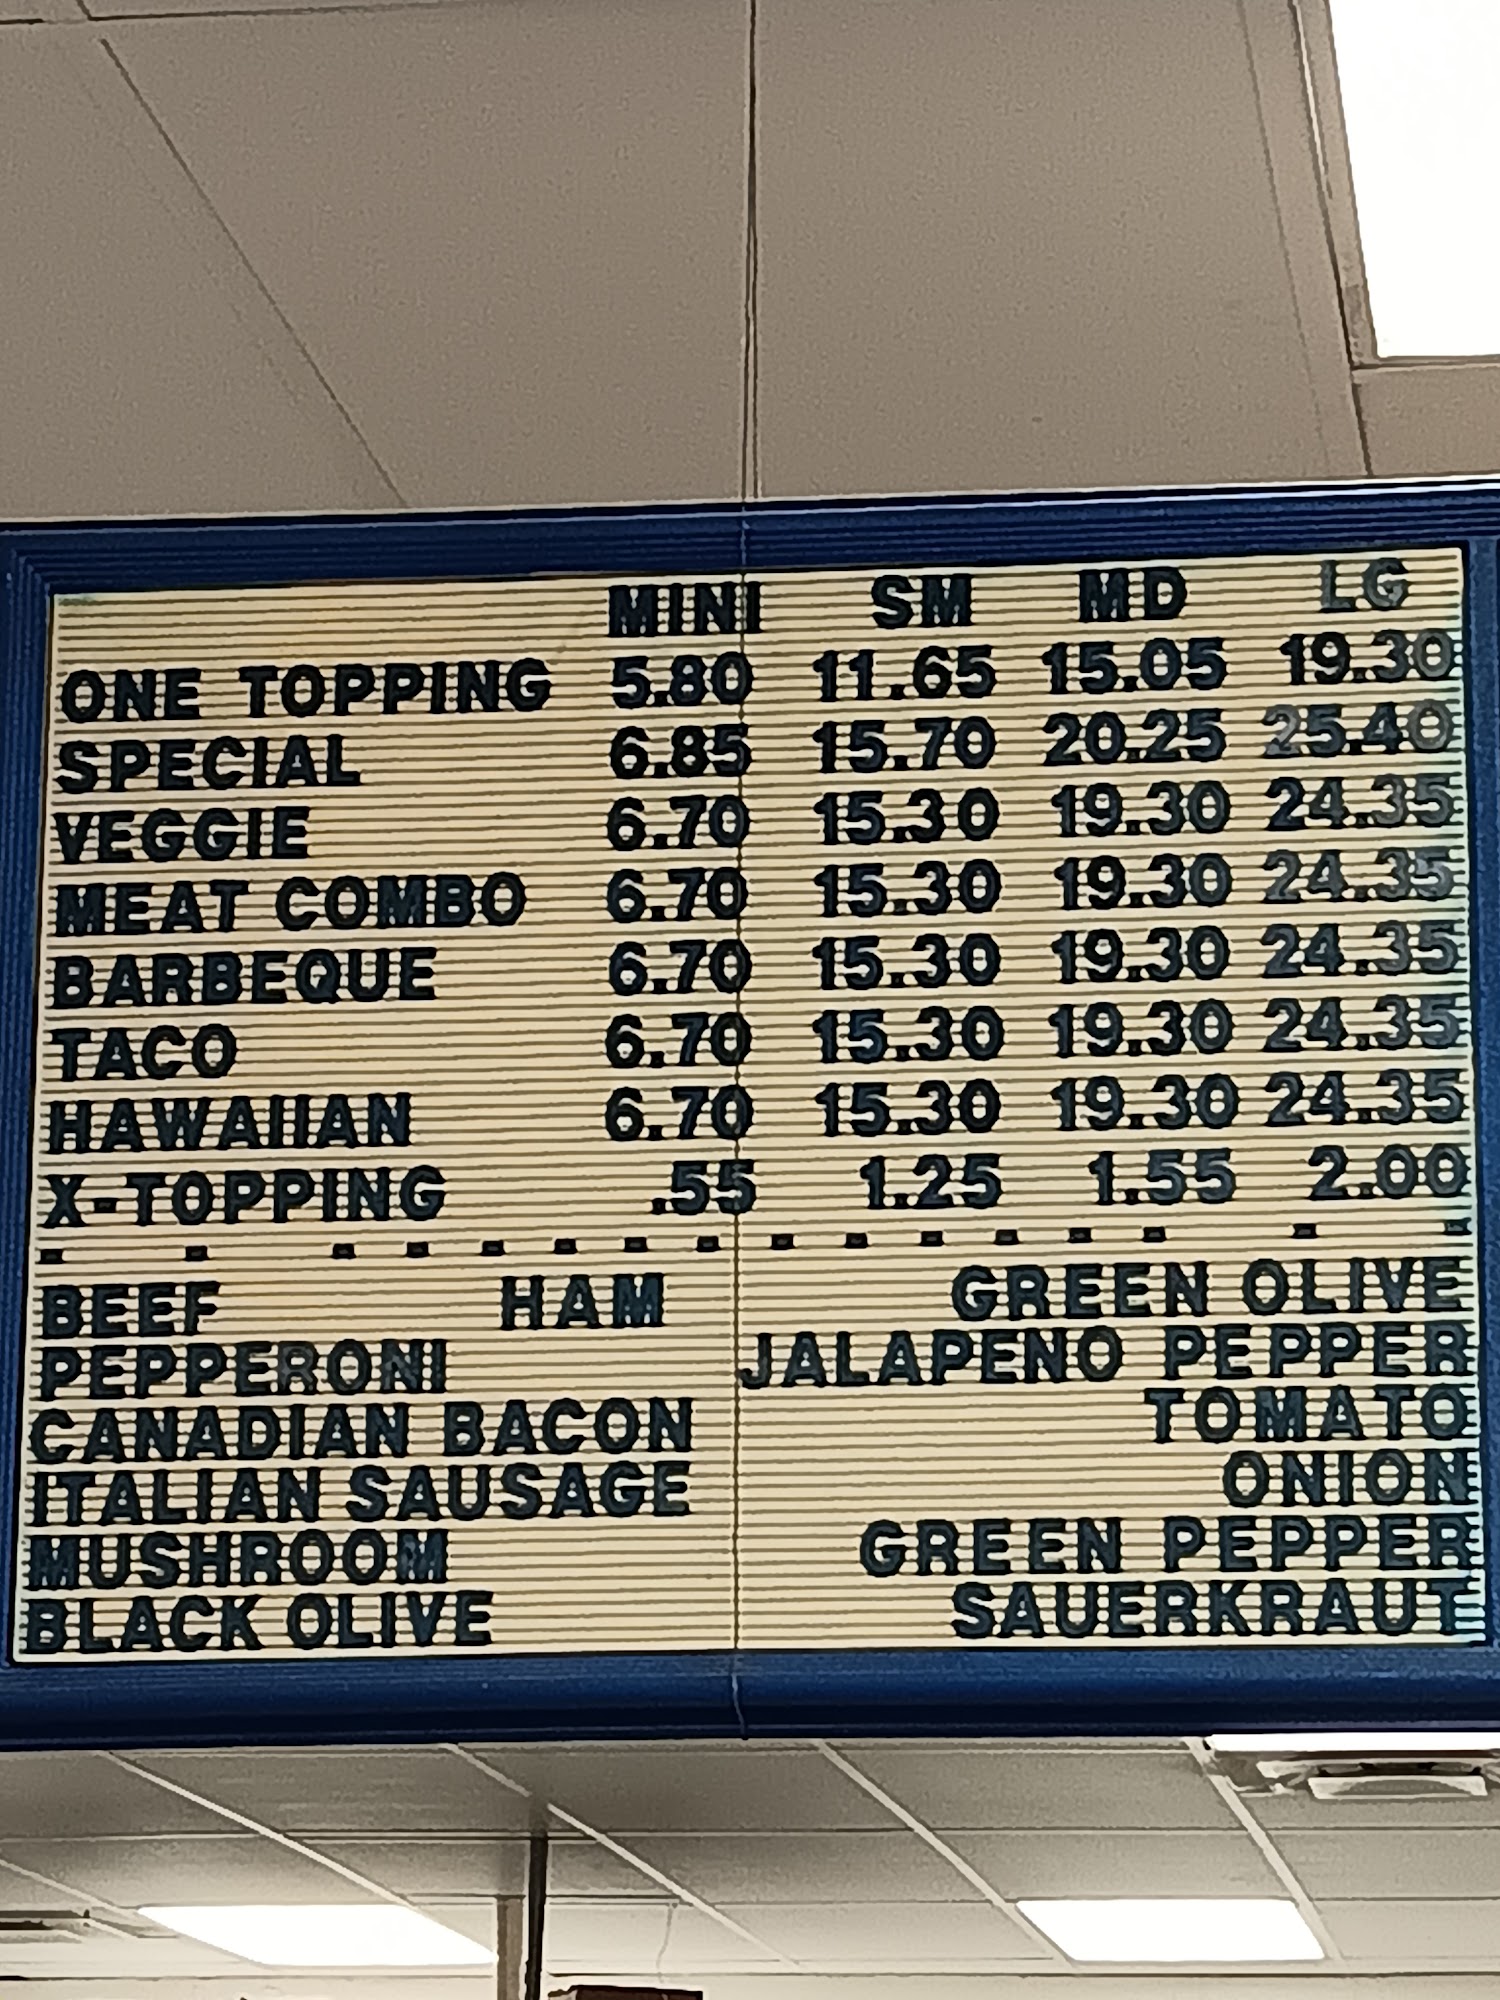 MINI SM MD LG
ONE TOPPING 5.80 11.65 15.05 19.30
SPECIAL 6.85 15.70 20.25 25.40
VEGGIE 6.70 15.30 19.30 24.35
MEAT COMBO 6.70 15.30 19.30 24.35
BARBEQUE 6.70 15.30 19.30 24.35
TACO 6.70 15.30 19.30 24.35
HAWAIIAN 6.70 15.30 19.30 24.35
X-TOPPING .55 1.25 1.55 2.00
- - - - - - - - - - - - - - - -
BEEF HAM GREEN OLIVE
PEPPERONI JALAPENO PEPPER
CANADIAN BACON TOMATO
ITALIAN SAUSAGE ONION
MUSHROOM GREEN PEPPER
BLACK OLIVE SAUERKRAUT